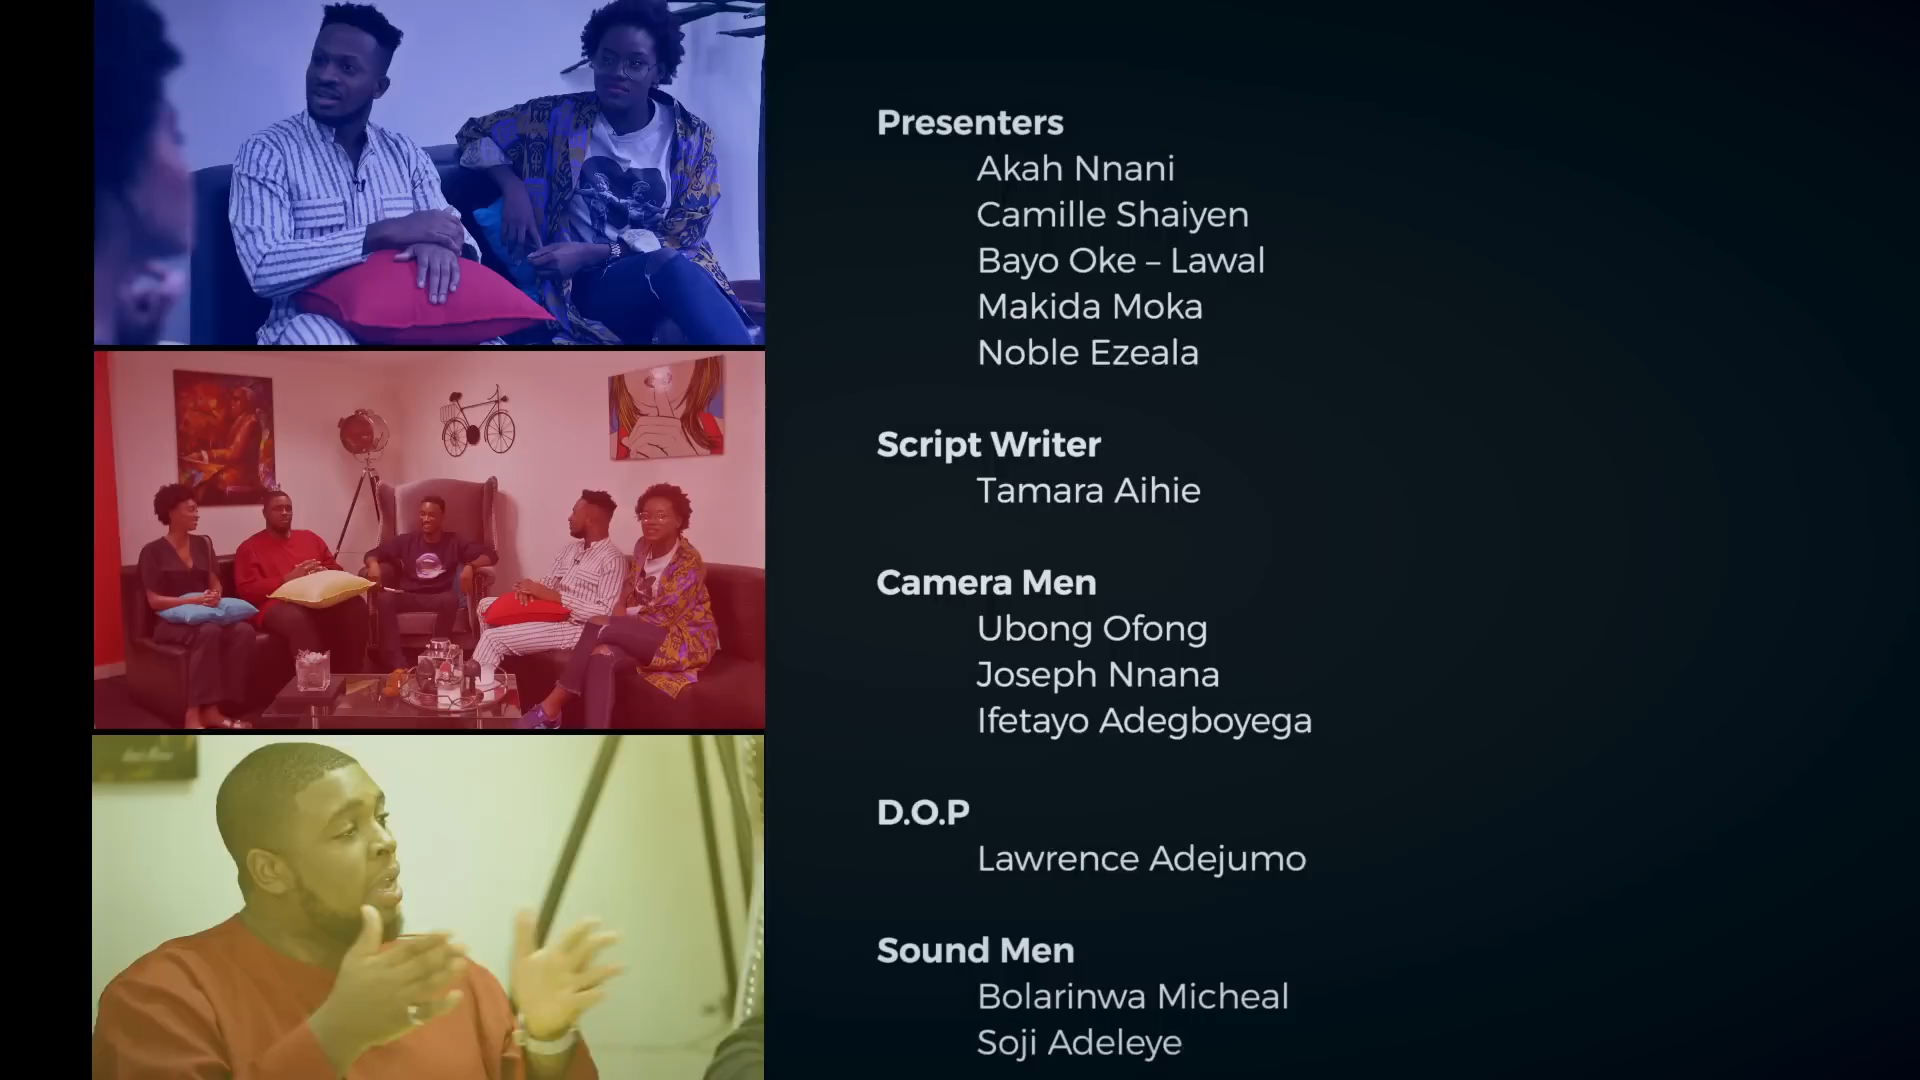 Presenters
Akah Nnani
Camille Shaiyen
Bayo Oke – Lawal
Makida Moka
Noble Ezeala
Script Writer
Tamara Aihie
Camera Men
Ubong Ofong
Joseph Nnana
Ifetayo Adegboyega
D.O.P
Lawrence Adejumo
Sound Men
Bolarinwa Micheal
Soji Adeleye